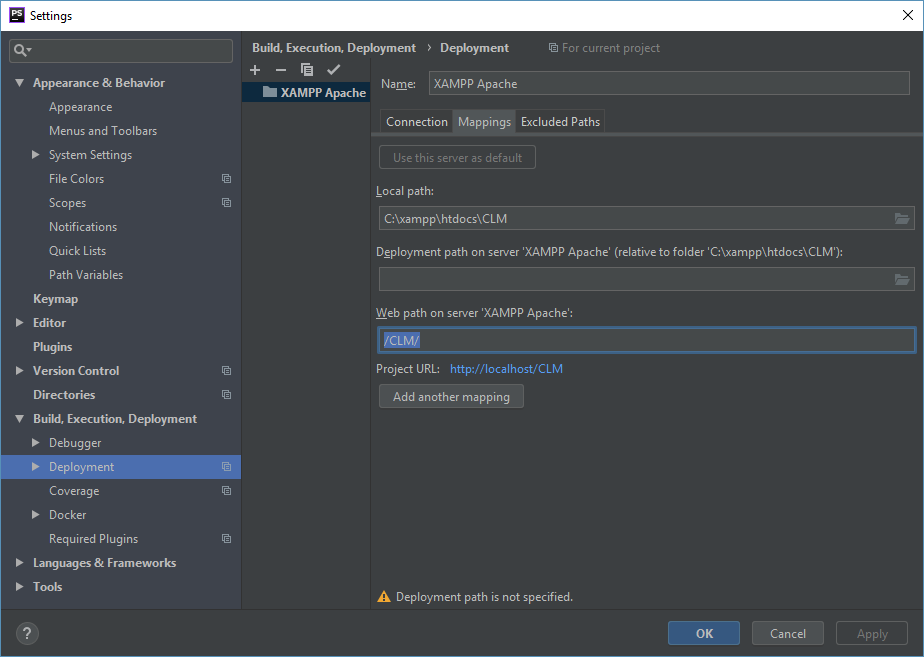 PS Settings
Build, Execution, Deployment › Deployment For current project
Appearance & Behavior
Appearance
Menus and Toolbars
System Settings
File Colors
Scopes
Notifications
Quick Lists
Path Variables
Keymap
Editor
Plugins
Version Control
Directories
Build, Execution, Deployment
Debugger
Deployment
Coverage
Docker
Required Plugins
Languages & Frameworks
Tools
XAMPP Apache
Name: XAMPP Apache
Connection Mappings Excluded Paths
Use this server as default
Local path:
C:\xampp\htdocs\CLM
Deployment path on server 'XAMPP Apache' (relative to folder 'C:\xampp\htdocs\CLM'):
Web path on server 'XAMPP Apache':
/CLM/
Project URL: http://localhost/CLM
Add another mapping
Deployment path is not specified.
? OK Cancel Apply